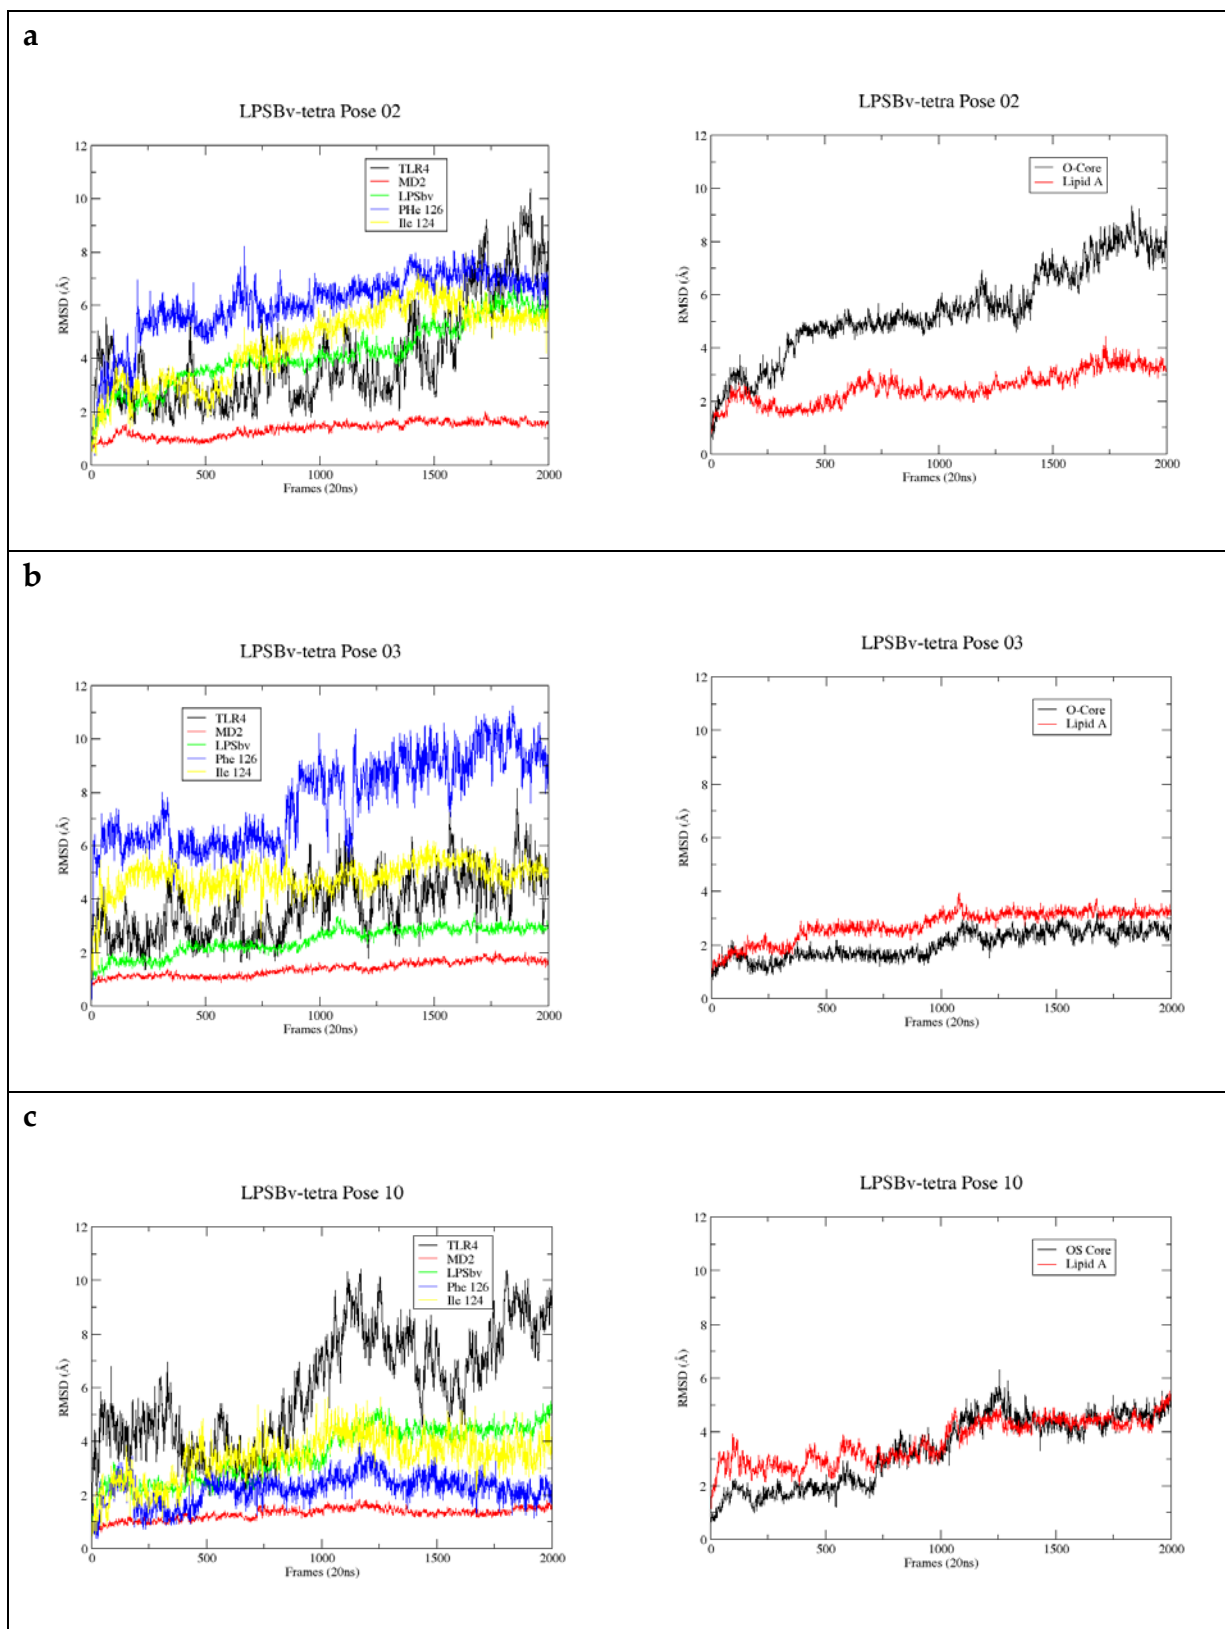 a
LPSBv-tetra Pose 02
12
10
8
6
4
2
0
RMSD (Å)
TLR4
MD2
LPSbv
PHe 126
Ile 124
0 500 1000 1500 2000
Frames (20ns)
LPSBv-tetra Pose 02
12
10
8
6
4
2
0
RMSD (Å)
O-Core
Lipid A
0 500 1000 1500 2000
Frames (20ns)
b
LPSBv-tetra Pose 03
12
10
8
6
4
2
0
RMSD (Å)
TLR4
MD2
LPSbv
Phe 126
Ile 124
0 500 1000 1500 2000
Frames (20ns)
LPSBv-tetra Pose 03
12
10
8
6
4
2
0
RMSD (Å)
O-Core
Lipid A
0 500 1000 1500 2000
Frames (20ns)
c
LPSBv-tetra Pose 10
12
10
8
6
4
2
0
RMSD (Å)
TLR4
MD2
LPSbv
Phe 126
Ile 124
0 500 1000 1500 2000
Frames (20ns)
LPSBv-tetra Pose 10
12
10
8
6
4
2
0
RMSD (Å)
OS Core
Lipid A
0 500 1000 1500 2000
Frames (20ns)